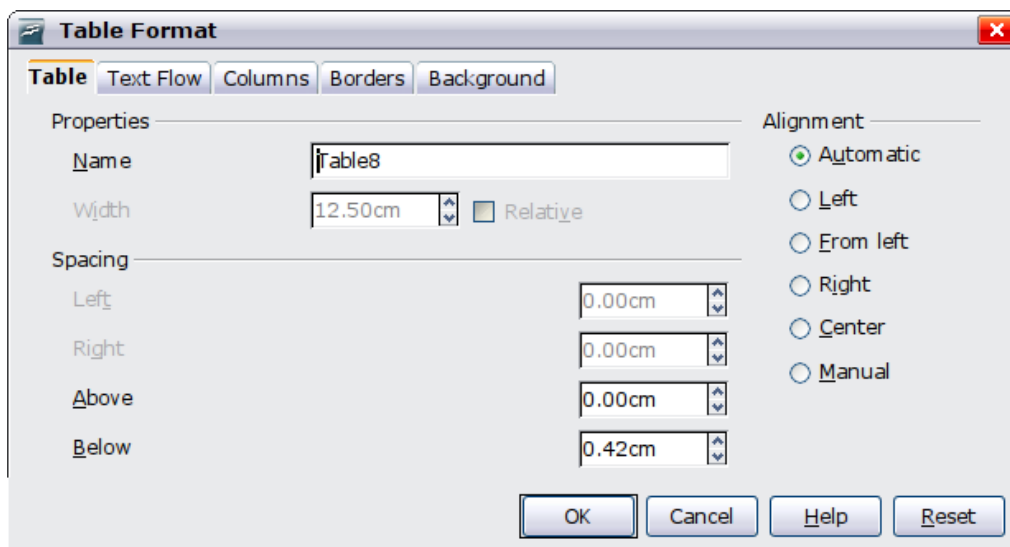 Table Format
Table Text Flow Columns Borders Background
Properties
Name Table8
Width 12.50cm Relative
Spacing
Left 0.00cm
Right 0.00cm
Above 0.00cm
Below 0.42cm
Alignment
Automatic
Left
From left
Right
Center
Manual
OK Cancel Help Reset